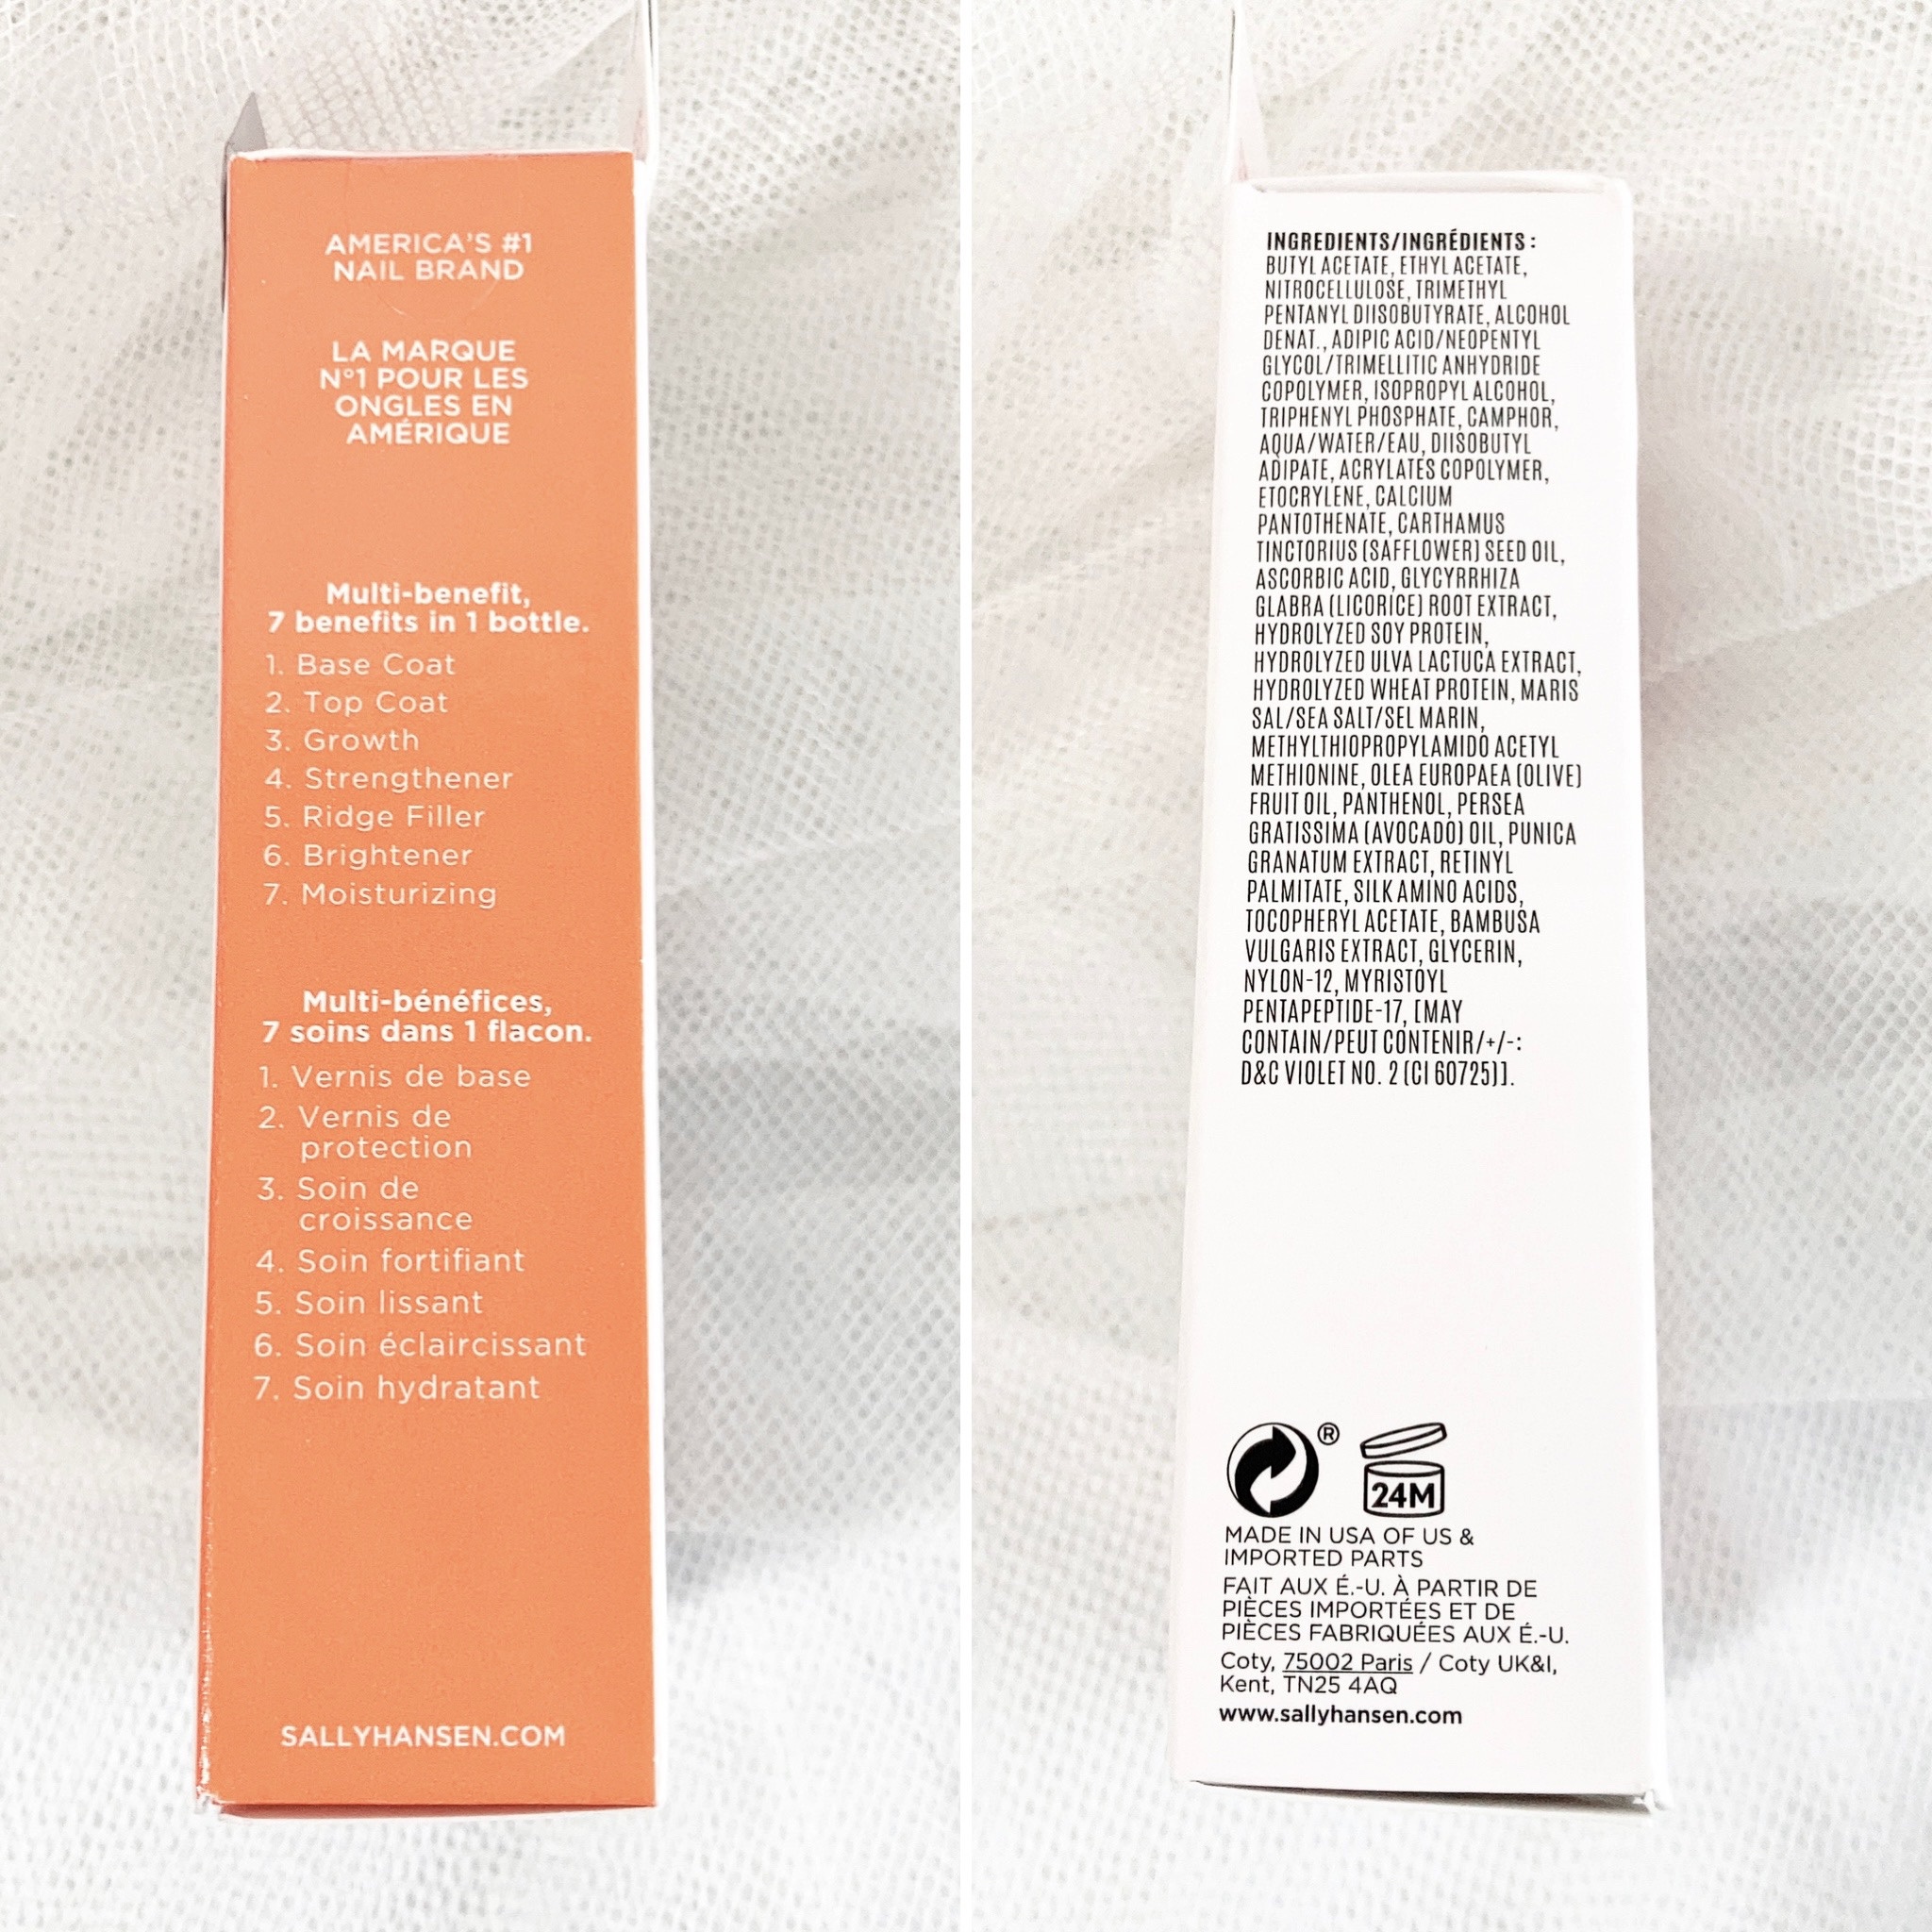 AMERICA'S #1
NAIL BRAND
LA MARQUE
N°1 POUR LES
ONGLES EN
AMÉRIQUE
Multi-benefit,
7 benefits in 1 bottle.
1. Base Coat
2. Top Coat
3. Growth
4. Strengthener
5. Ridge Filler
6. Brightener
7. Moisturizing
Multi-bénéfices,
7 soins dans 1 flacon.
1. Vernis de base
2. Vernis de
protection
3. Soin de
croissance
4. Soin fortifiant
5. Soin lissant
6. Soin éclaircissant
7. Soin hydratant
SALLYHANSEN.COM
INGREDIENTS/INGRÉDIENTS :
BUTYL ACETATE, ETHYL ACETATE,
NITROCELLULOSE, TRIMETHYL
PENTANYL DIISOBUTYRATE, ALCOHOL
DENAT., ADIPIC ACID/NEOPENTYL
GLYCOL/TRIMELLITIC ANHYDRIDE
COPOLYMER, ISOPROPYL ALCOHOL,
TRIPHENYL PHOSPHATE, CAMPHOR,
AQUA/WATER/EAU, DIISOBUTYL
ADIPATE, ACRYLATES COPOLYMER,
ETOCRYLENE, CALCIUM
PANTOTHENATE, CARTHAMUS
TINCTORIUS (SAFFLOWER) SEED OIL,
ASCORBIC ACID, GLYCYRRHIZA
GLABRA (LICORICE) ROOT EXTRACT,
HYDROLYZED SOY PROTEIN,
HYDROLYZED ULVA LACTUCA EXTRACT,
HYDROLYZED WHEAT PROTEIN, MARIS
SAL/SEA SALT/SEL MARIN,
METHYLTHIOPROPYLAMIDO ACETYL
METHIONINE, OLEA EUROPAEA (OLIVE)
FRUIT OIL, PANTHENOL, PERSEA
GRATISSIMA (AVOCADO) OIL, PUNICA
GRANATUM EXTRACT, RETINYL
PALMITATE, SILK AMINO ACIDS,
TOCOPHERYL ACETATE, BAMBUSA
VULGARIS EXTRACT, GLYCERIN,
NYLON-12, MYRISTOYL
PENTAPEPTIDE-17, [MAY
CONTAIN/PEUT CONTENIR/+/-:
D&C VIOLET NO. 2 (CI 60725)].
®
24M
MADE IN USA OF US &
IMPORTED PARTS
FAIT AUX É.-U. À PARTIR DE
PIÈCES IMPORTÉES ET DE
PIÈCES FABRIQUÉES AUX É.-U.
Coty, 75002 Paris / Coty UK&I,
Kent, TN25 4AQ
www.sallyhansen.com